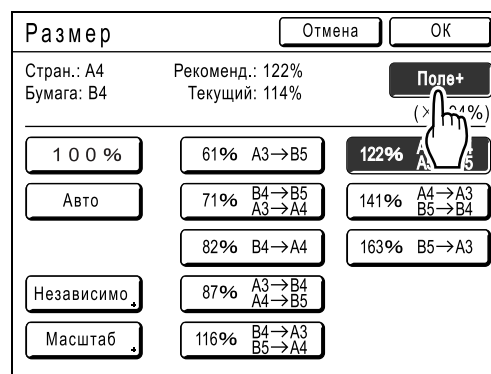 Размер Отмена ОК
Стран.: A4 Рекоменд.: 122% Поле+
Бумага: B4 Текущий: 114%
100% 61% A3→B5 122%
Авто 71% B4→B5 A3→A4 141% A4→A3 B5→B4
82% B4→A4 163% B5→A3
Независимо 87% A3→B4 A4→B5
Масштаб 116% B4→A3 B5→A4